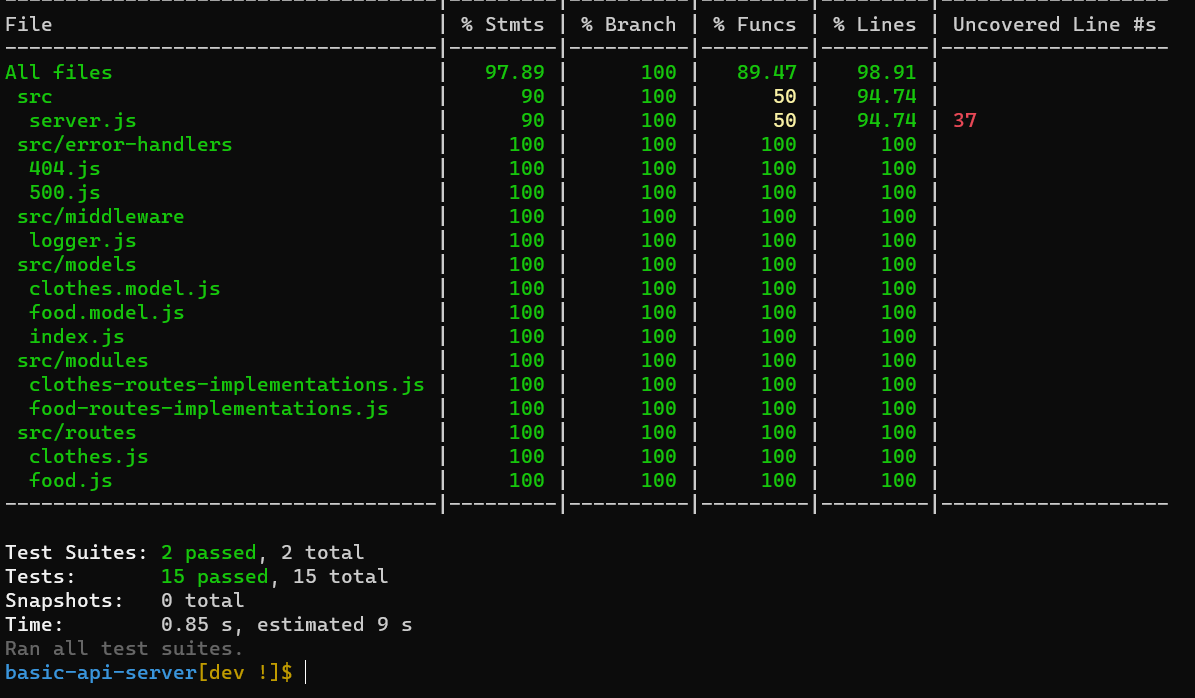 File | % Stmts | % Branch | % Funcs | % Lines | Uncovered Line #s
All files | 97.89 | 100 | 89.47 | 98.91 |
src | 90 | 100 | 50 | 94.74 |
server.js | 90 | 100 | 50 | 94.74 | 37
src/error-handlers | 100 | 100 | 100 | 100 |
404.js | 100 | 100 | 100 | 100 |
500.js | 100 | 100 | 100 | 100 |
src/middleware | 100 | 100 | 100 | 100 |
logger.js | 100 | 100 | 100 | 100 |
src/models | 100 | 100 | 100 | 100 |
clothes.model.js | 100 | 100 | 100 | 100 |
food.model.js | 100 | 100 | 100 | 100 |
index.js | 100 | 100 | 100 | 100 |
src/modules | 100 | 100 | 100 | 100 |
clothes-routes-implementations.js | 100 | 100 | 100 | 100 |
food-routes-implementations.js | 100 | 100 | 100 | 100 |
src/routes | 100 | 100 | 100 | 100 |
clothes.js | 100 | 100 | 100 | 100 |
food.js | 100 | 100 | 100 | 100 |
Test Suites: 2 passed, 2 total
Tests: 15 passed, 15 total
Snapshots: 0 total
Time: 0.85 s, estimated 9 s
Ran all test suites.
basic-api-server[dev !]$